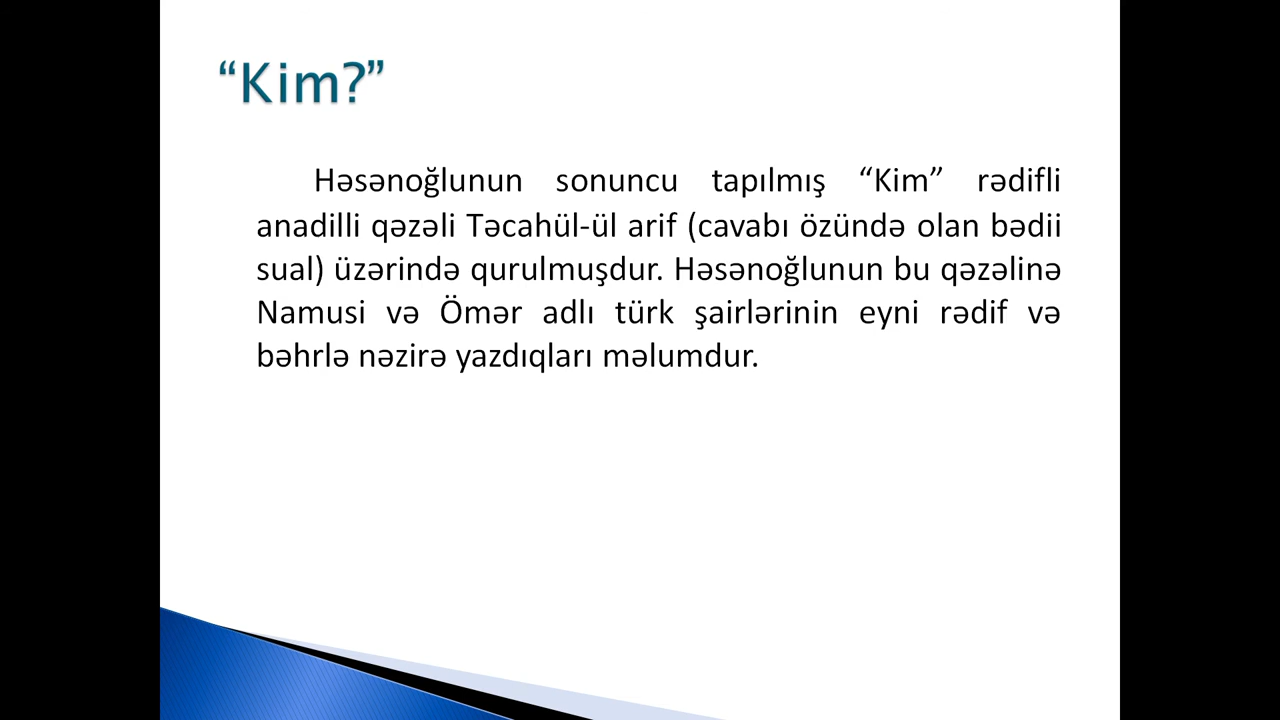 “Kim?”
Həsənoğlunun sonuncu tapılmış “Kim” rədifli
anadilli qəzəli Təcahül-ül arif (cavabı özündə olan bədii
sual) üzərində qurulmuşdur. Həsənoğlunun bu qəzəlinə
Namusi və Ömər adlı türk şairlərinin eyni rədif və
bəhrlə nəzirə yazdıqları məlumdur.